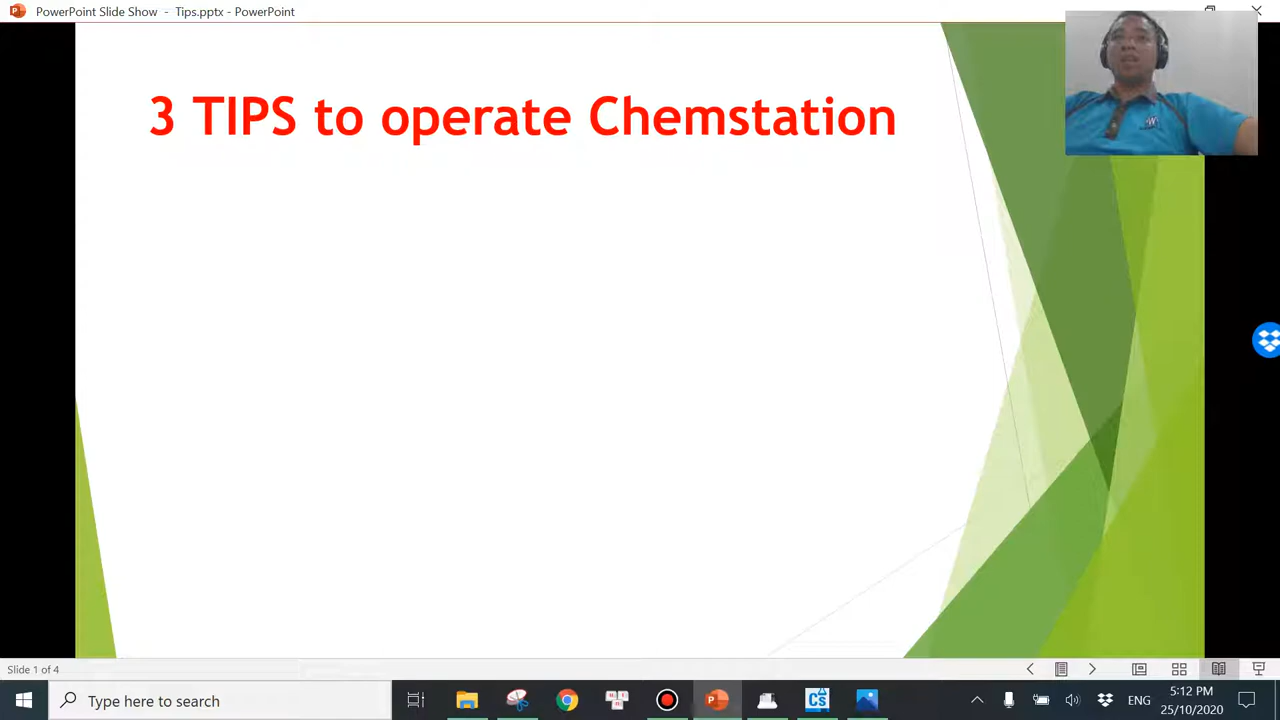 PowerPoint Slide Show - Tips.pptx - PowerPoint
3 TIPS to operate Chemstation
Slide 1 of 4
Type here to search
ENG
5:12 PM
25/10/2020